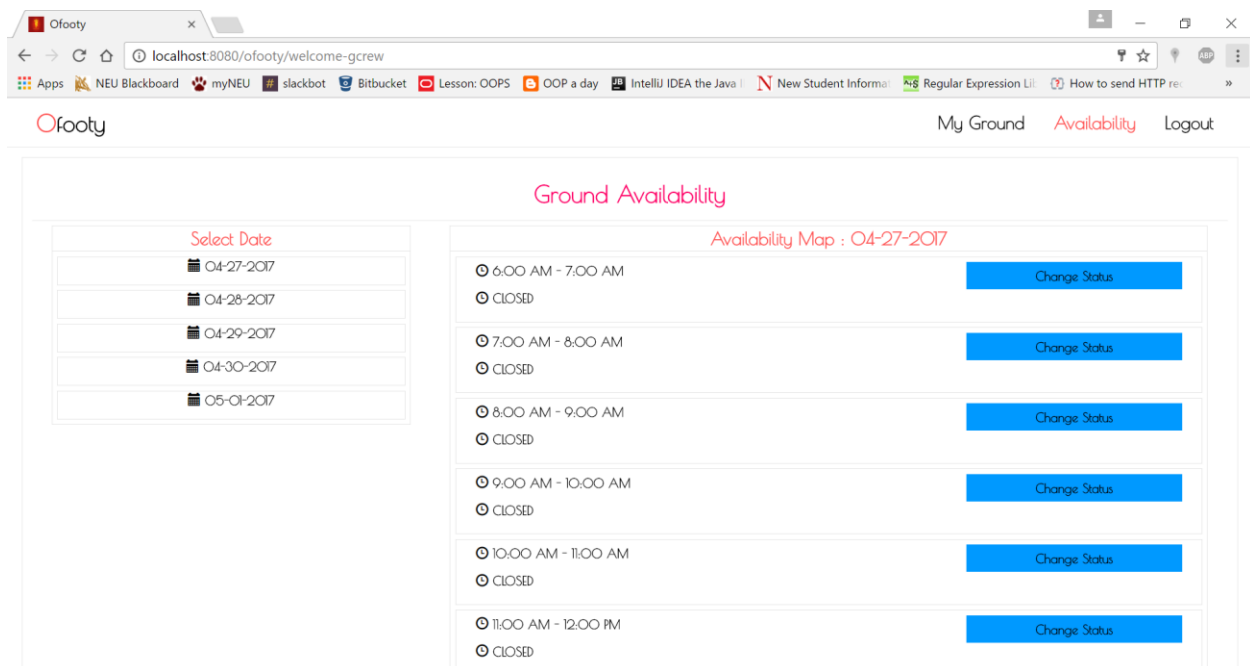 Ofooty
localhost:8080/ofooty/welcome-gcrew
ABP
Apps NEU Blackboard myNEU # slackbot Bitbucket Lesson: OOPS OOP a day JB IntelliJ IDEA the Java I N New Student Informa Regular Expression Li How to send HTTP re »
Ofooty My Ground Availability Logout
Ground Availability
Select Date
04-27-2017
04-28-2017
04-29-2017
04-30-2017
05-01-2017
Availability Map : 04-27-2017
6:00 AM - 7:00 AM Change Status
CLOSED
7:00 AM - 8:00 AM Change Status
CLOSED
8:00 AM - 9:00 AM Change Status
CLOSED
9:00 AM - 10:00 AM Change Status
CLOSED
10:00 AM - 11:00 AM Change Status
CLOSED
11:00 AM - 12:00 PM Change Status
CLOSED